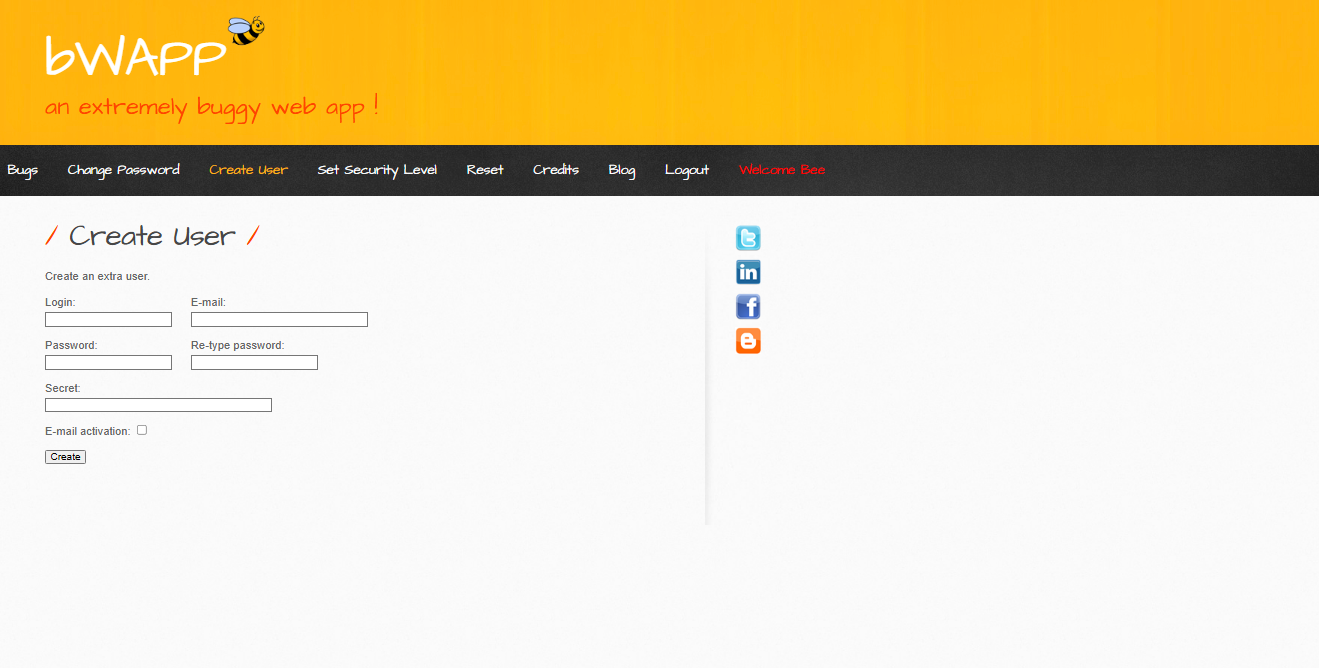 bWAPP
an extremely buggy web app !
Bugs Change Password Create User Set Security Level Reset Credits Blog Logout Welcome Bee
/ Create User /
Create an extra user.
Login: E-mail:
Password: Re-type password:
Secret:
E-mail activation:
Create